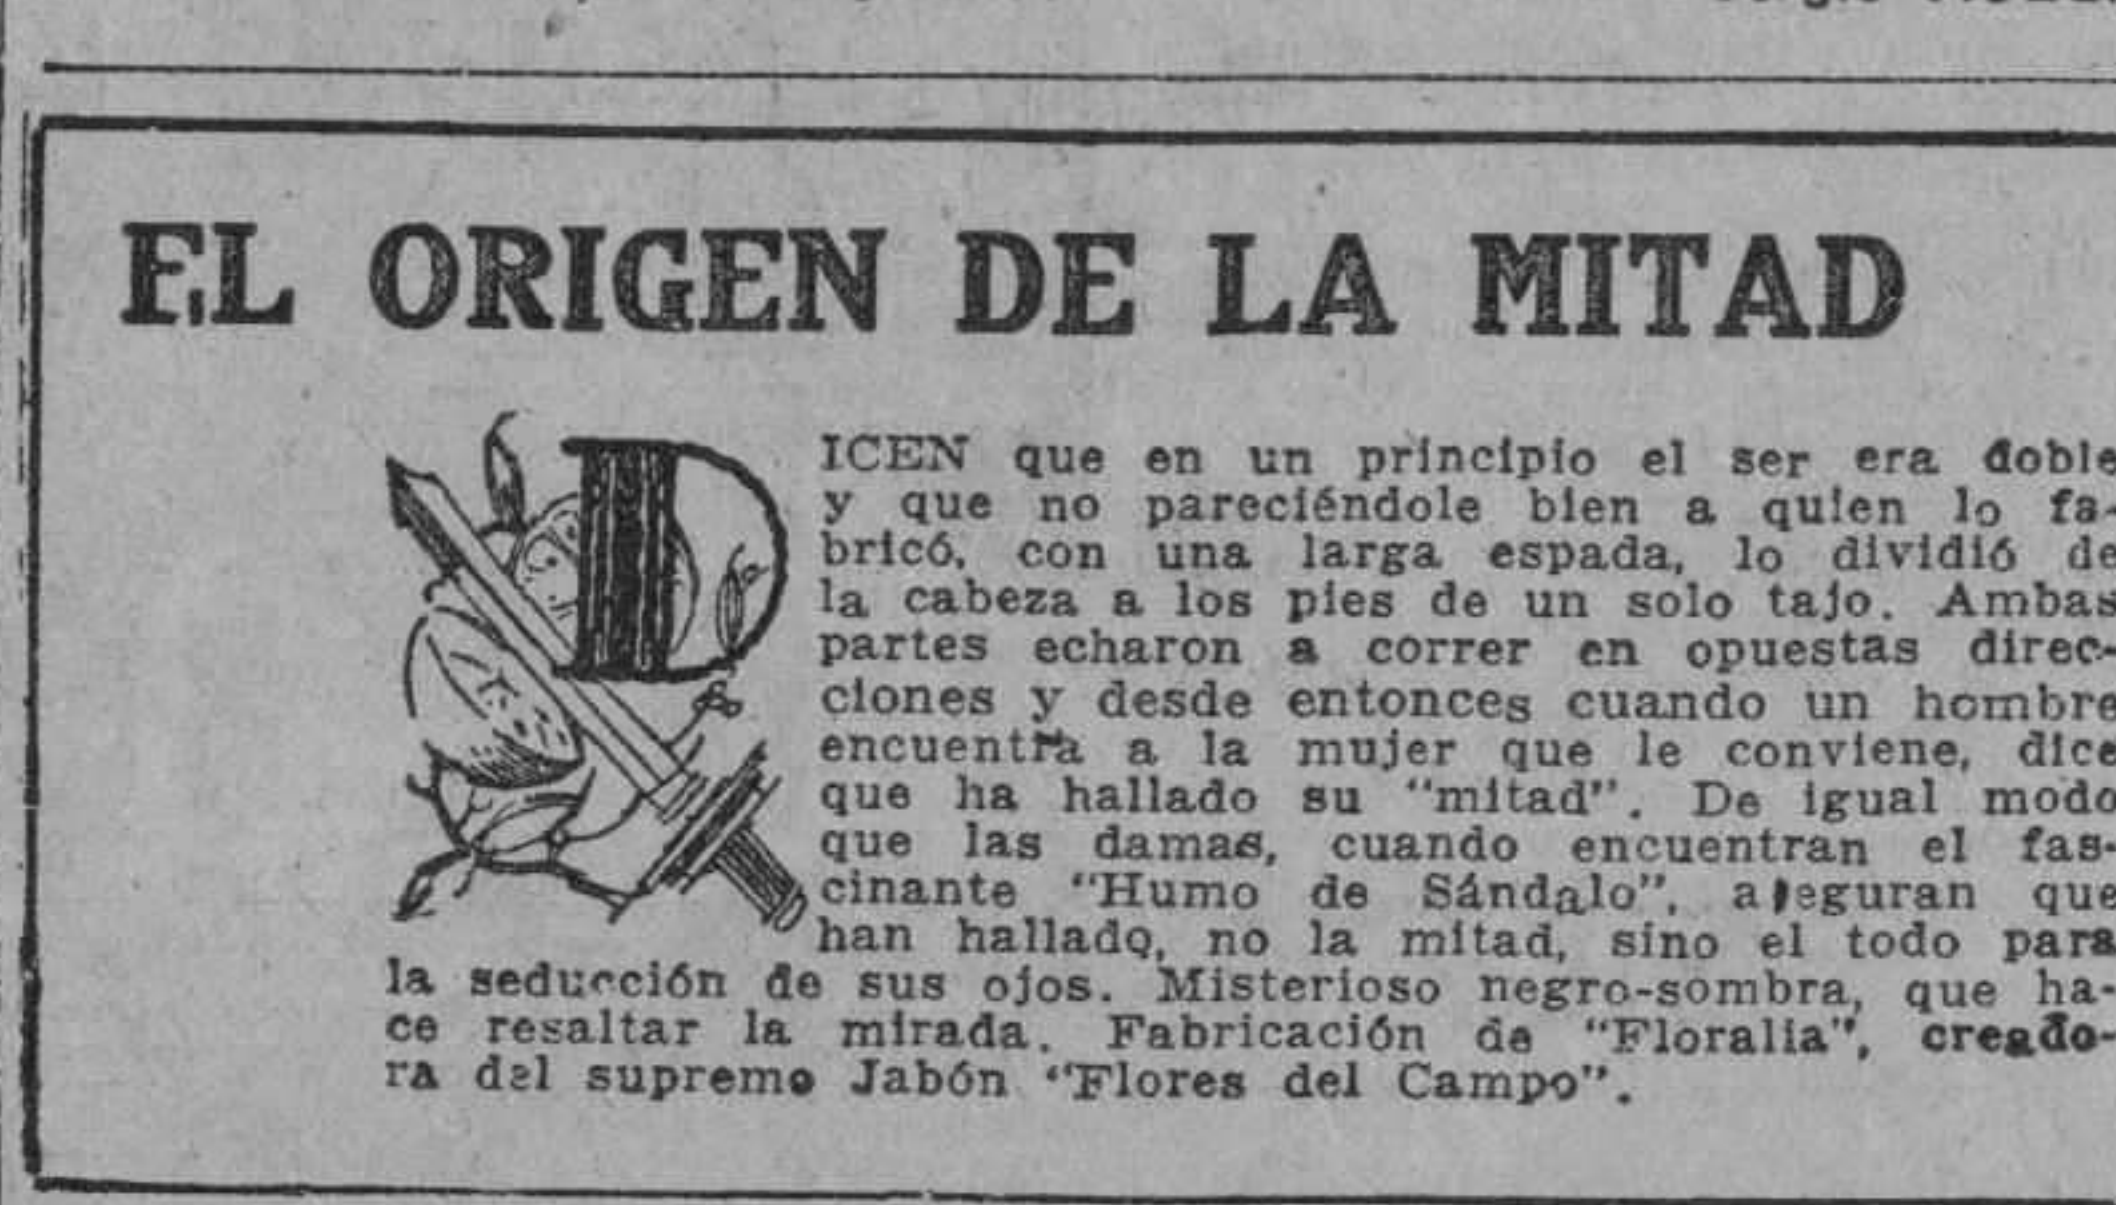 EL ORIGEN DE LA MITAD
DICEN que en un principio el ser era doble
y que no pareciéndole bien a quien lo fa-
bricó, con una larga espada, lo dividió de
la cabeza a los pies de un solo tajo. Ambas
partes echaron a correr en opuestas direc-
ciones y desde entonces cuando un hombre
encuentra a la mujer que le conviene, dice
que ha hallado su “mitad”. De igual modo
que las damas, cuando encuentran el fas-
cinante “Humo de Sándalo”, aseguran que
han hallado, no la mitad, sino el todo para
la seducción de sus ojos. Misterioso negro-sombra, que ha-
ce resaltar la mirada. Fabricación de “Floralia”, creado-
ra del supremo Jabón “Flores del Campo”.